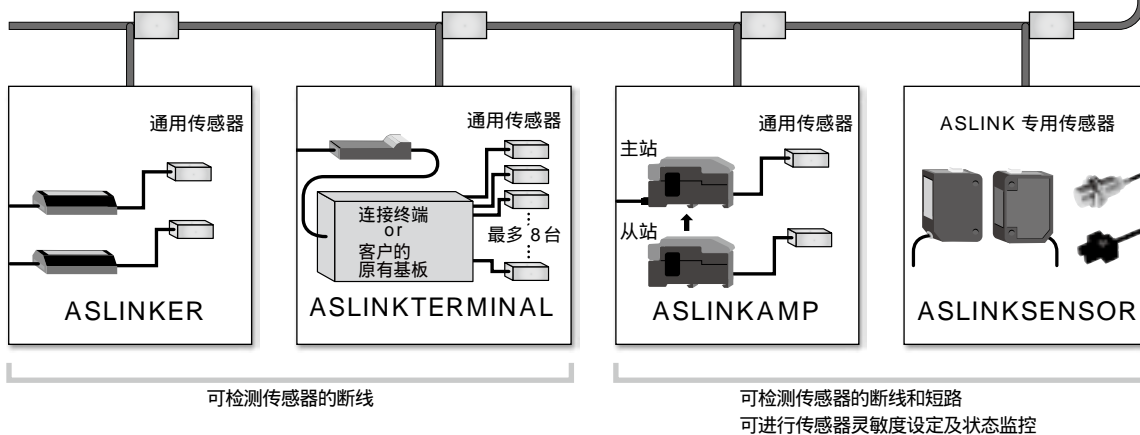 通用传感器
ASLINKER
通用传感器
连接终端
or
客户的
原有基板
最多 8 台
ASLINKTERMINAL
通用传感器
主站
从站
ASLINKAMP
ASLINK 专用传感器
ASLINKSENSOR
可检测传感器的断线
可检测传感器的断线和短路
可进行传感器灵敏度设定及状态监控